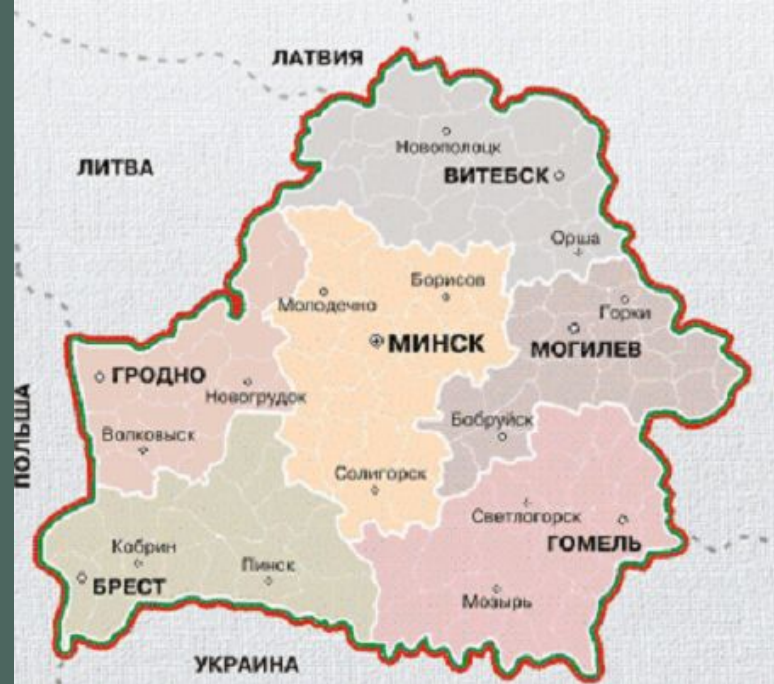 ЛАТВИЯ
Новополоцк
ЛИТВА
ВИТЕБСК
Орша
Борисов
Молодечно
Горки
МИНСК
МОГИЛЕВ
ГРОДНО
Новогрудок
ПОЛЬША
Бобруйск
Волковыск
Солигорск
Светлогорск
ГОМЕЛЬ
Кобрин
Пинск
БРЕСТ
Мозырь
УКРАИНА